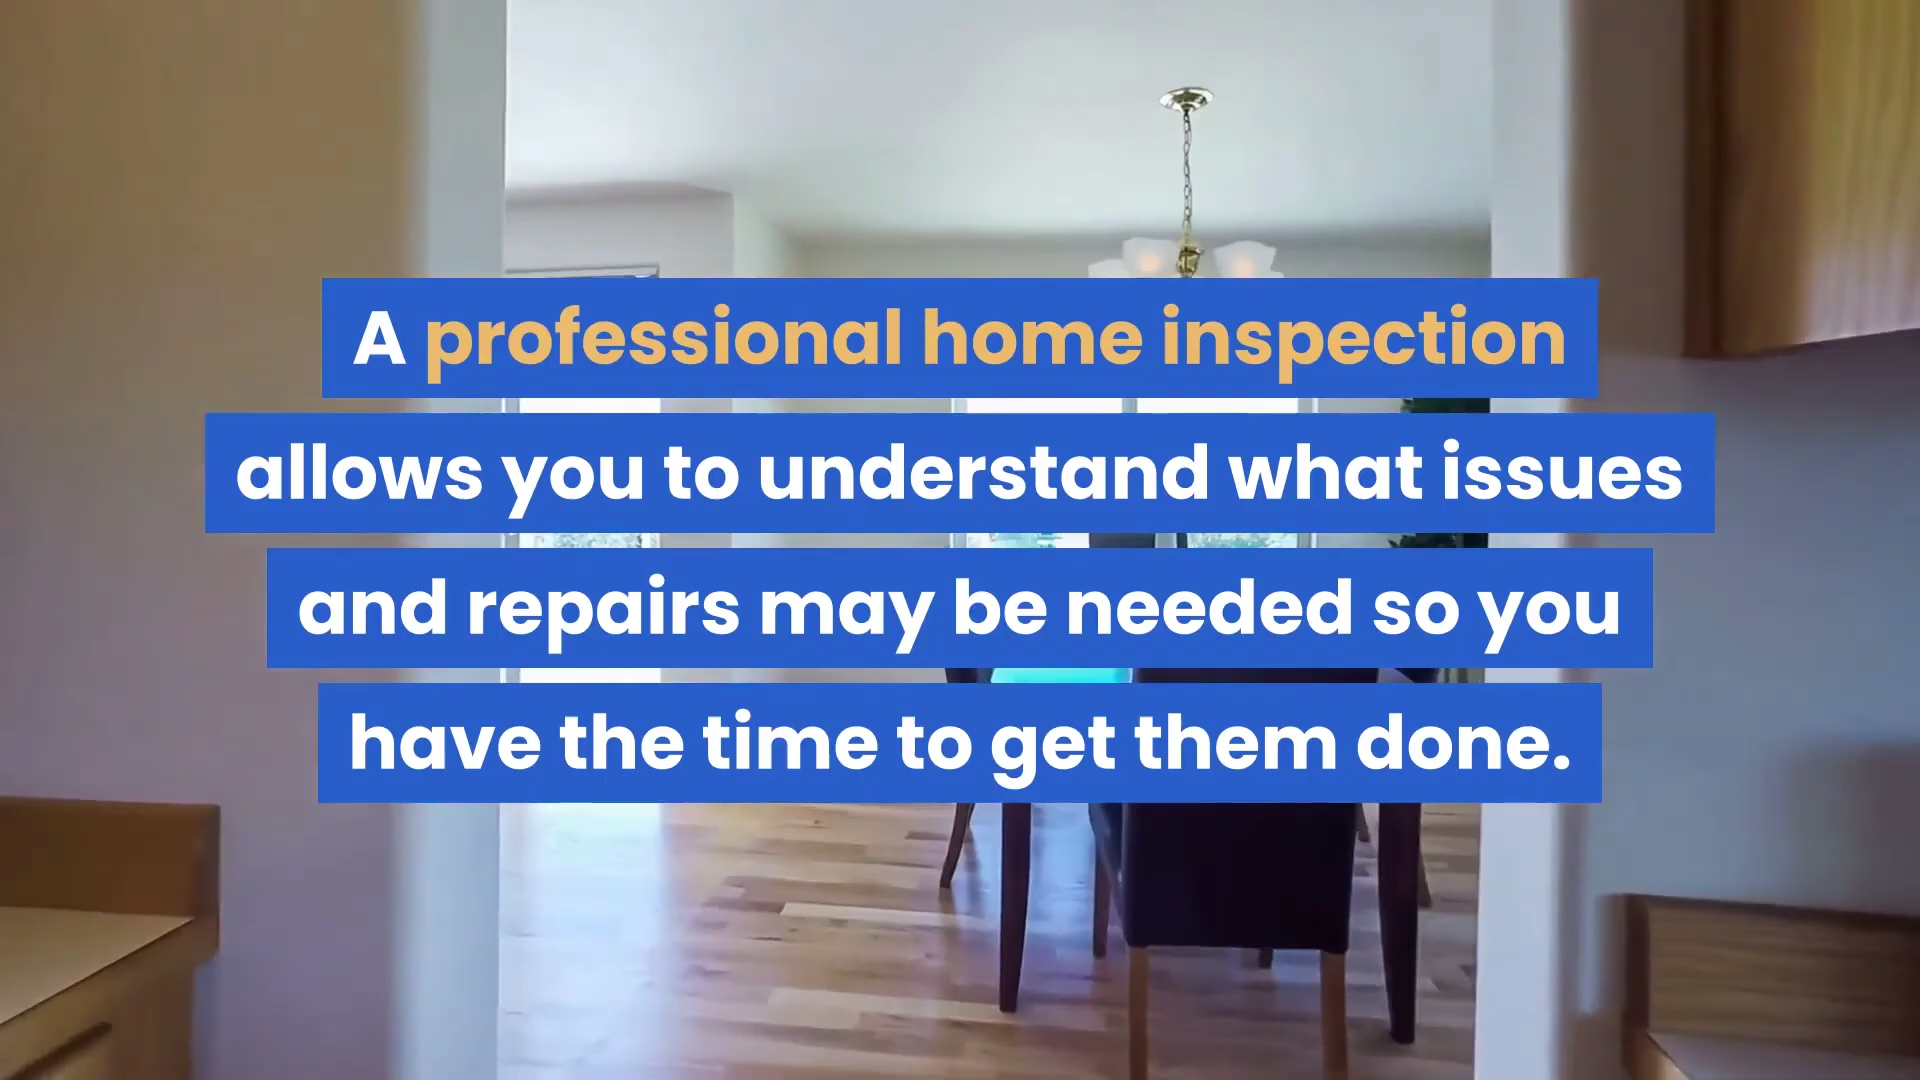 A professional home inspection
allows you to understand what issues
and repairs may be needed so you
have the time to get them done.